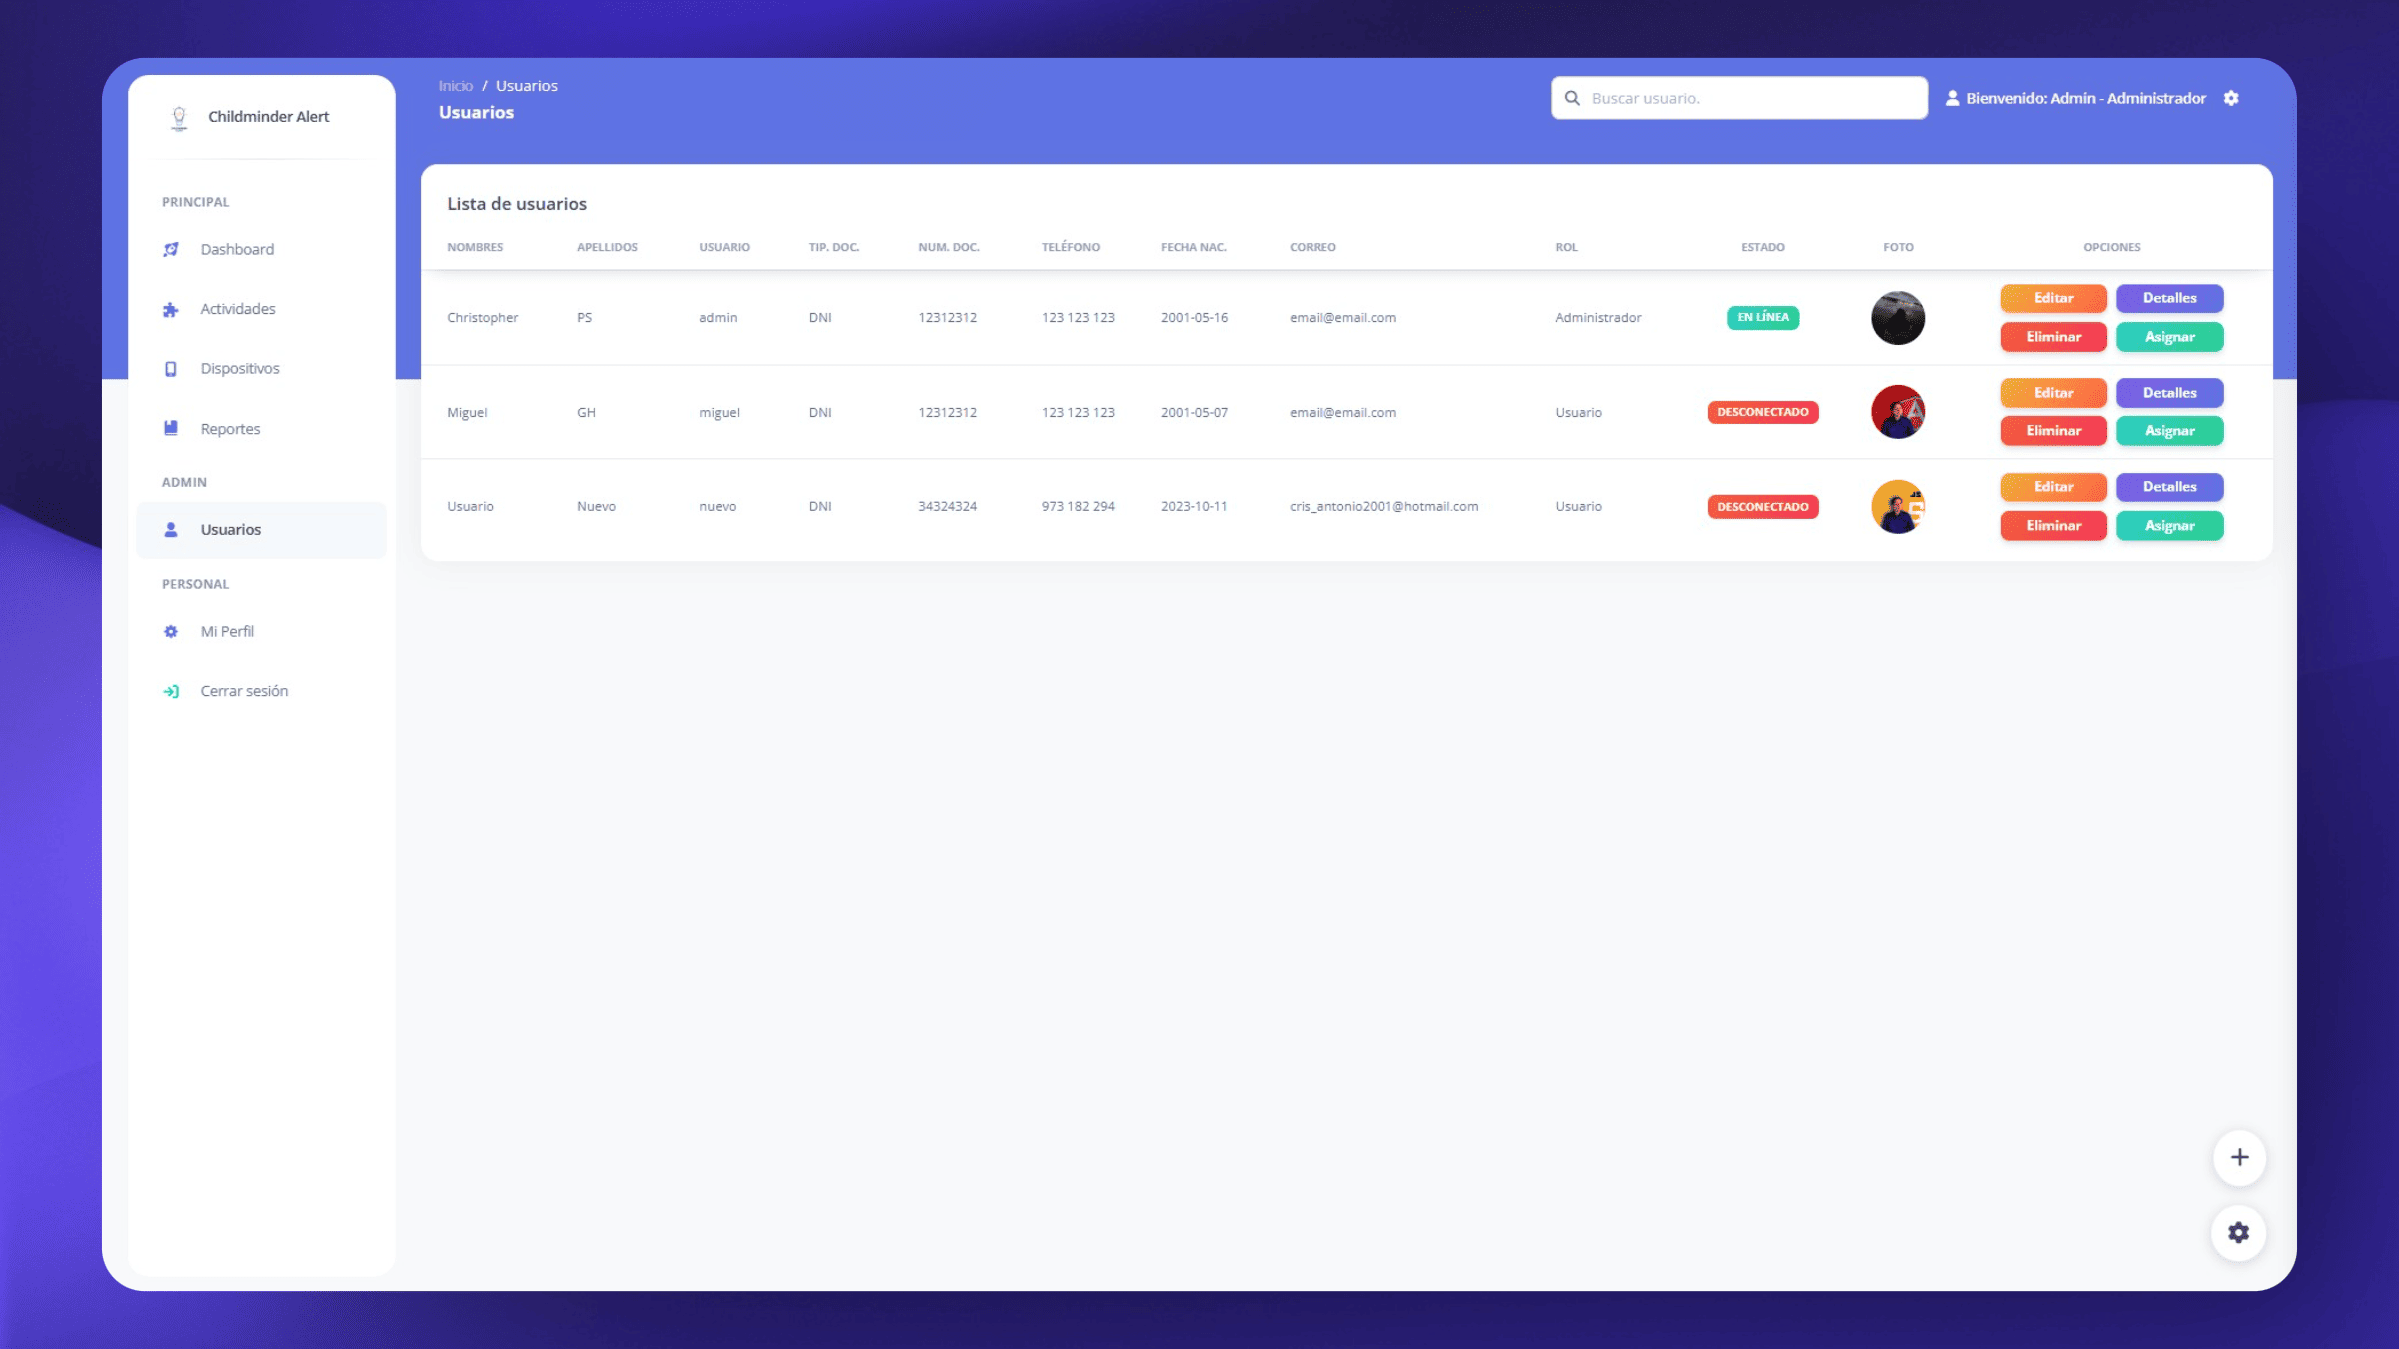 Childminder Alert
PRINCIPAL
Dashboard
Actividades
Dispositivos
Reportes
ADMIN
Usuarios
PERSONAL
Mi Perfil
Cerrar sesión
Inicio / Usuarios
Usuarios
Buscar usuario.
Bienvenido: Admin - Administrador
Lista de usuarios
NOMBRES APELLIDOS USUARIO TIP. DOC. NUM. DOC. TELÉFONO FECHA NAC. CORREO ROL ESTADO FOTO OPCIONES
Christopher PS admin DNI 12312312 123 123 123 2001-05-16 email@email.com Administrador EN LÍNEA
Editar Detalles
Eliminar Asignar
Miguel GH miguel DNI 12312312 123 123 123 2001-05-07 email@email.com Usuario DESCONECTADO
Editar Detalles
Eliminar Asignar
Usuario Nuevo nuevo DNI 34324324 973 182 294 2023-10-11 cris_antonio2001@hotmail.com Usuario DESCONECTADO
Editar Detalles
Eliminar Asignar